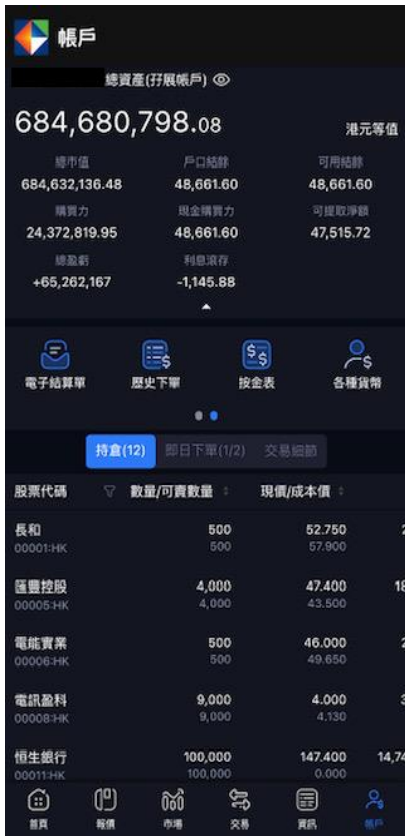 帳戶
總資產(孖展帳戶)
684,680,798.08 港元等值
總市值 戶口結餘 可用結餘
684,632,136.48 48,661.60 48,661.60
購買力 現金購買力 可提取淨額
24,372,819.95 48,661.60 47,515.72
總盈虧 利息滾存
+65,262,167 -1,145.88
電子結算單 歷史下單 按金表 各種貨幣
持倉(12) 即日下單(1/2) 交易細節
股票代码 數量/可賣數量 現價/成本價
長和 500 52.750 2
00001:HK 500 57.900
匯豐控股 4,000 47.400 18
00005:HK 4,000 43.500
電能實業 500 46.000 2
00006:HK 500 49.650
電訊盈科 9,000 4.000 3
00008:HK 9,000 4.130
恒生銀行 100,000 147.400 14,74
00011:HK 100,000 0.000
首頁 報價 市場 交易 資訊 帳戶